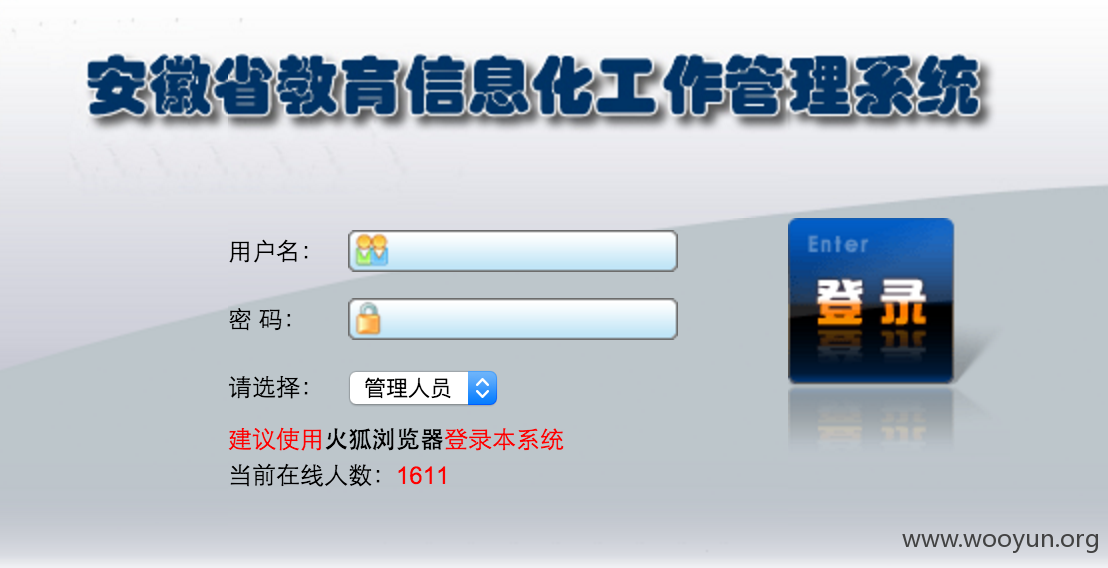 安徽省教育信息化工作管理系统
用户名：
Enter
登录
密 码：
请选择： 管理人员
建议使用火狐浏览器登录本系统
当前在线人数：1611
www.wooyun.org